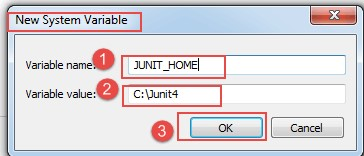 New System Variable
Variable name: 1 JUNIT_HOME
Variable value: 2 C:\Junit4
3 OK Cancel